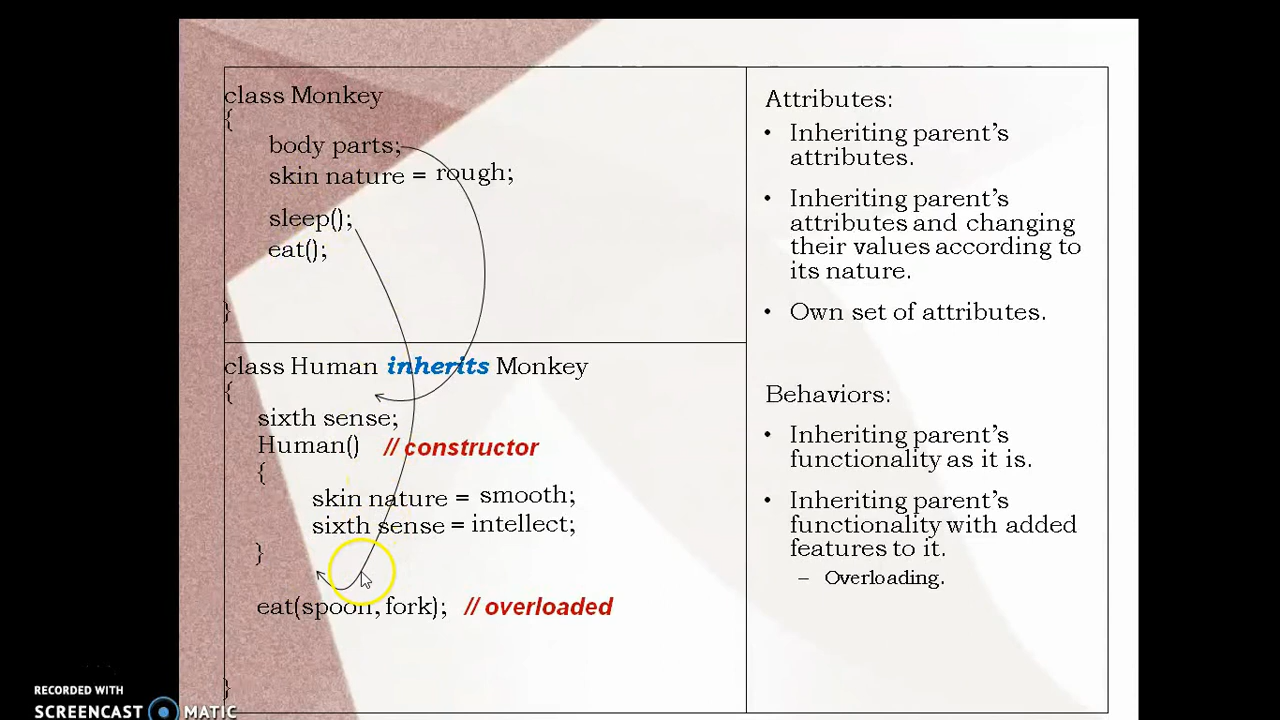 class Monkey
{
body parts;
skin nature = rough;
sleep();
eat();
}
class Human inherits Monkey
{
sixth sense;
Human() // constructor
{
skin nature = smooth;
sixth sense = intellect;
}
eat(spoon, fork); // overloaded
}
Attributes:
• Inheriting parent's
attributes.
• Inheriting parent's
attributes and changing
their values according to
its nature.
• Own set of attributes.
Behaviors:
• Inheriting parent's
functionality as it is.
• Inheriting parent's
functionality with added
features to it.
– Overloading.
RECORDED WITH
SCREENCAST MATIC